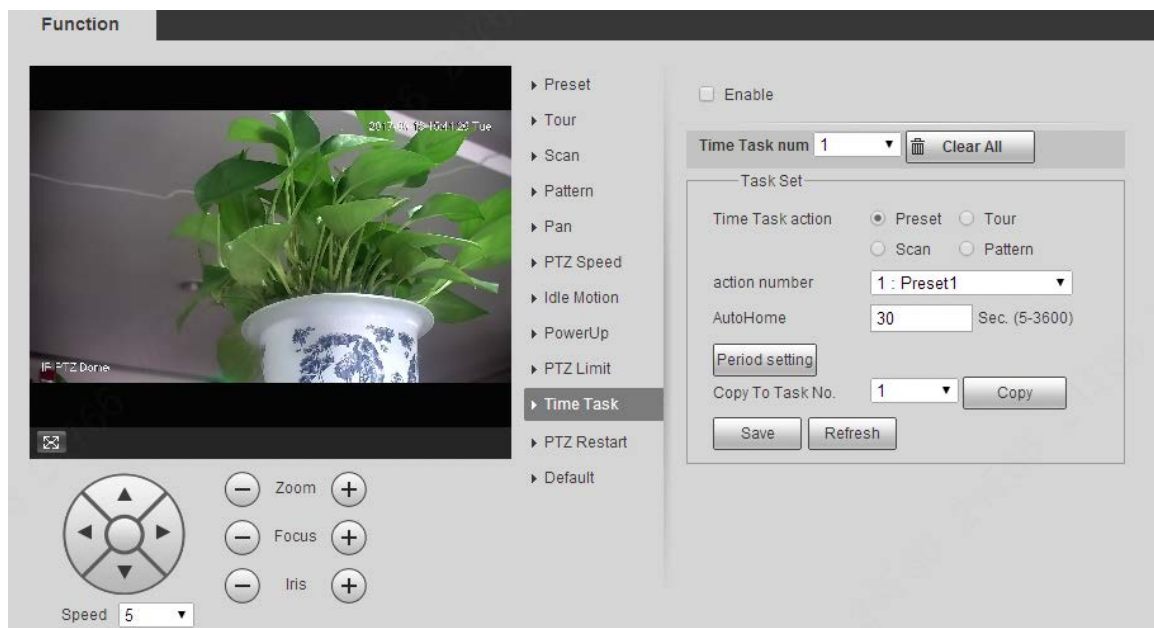 Function
Tue
IP PTZ Dome
Preset
Tour
Scan
Pattern
Pan
PTZ Speed
Idle Motion
PowerUp
PTZ Limit
Time Task
PTZ Restart
Default
Zoom
Focus
Iris
Speed 5
Enable
Time Task num 1 Clear All
Task Set
Time Task action Preset Tour
Scan Pattern
action number 1 : Preset1
AutoHome 30 Sec. (5-3600)
Period setting
Copy To Task No. 1 Copy
Save Refresh